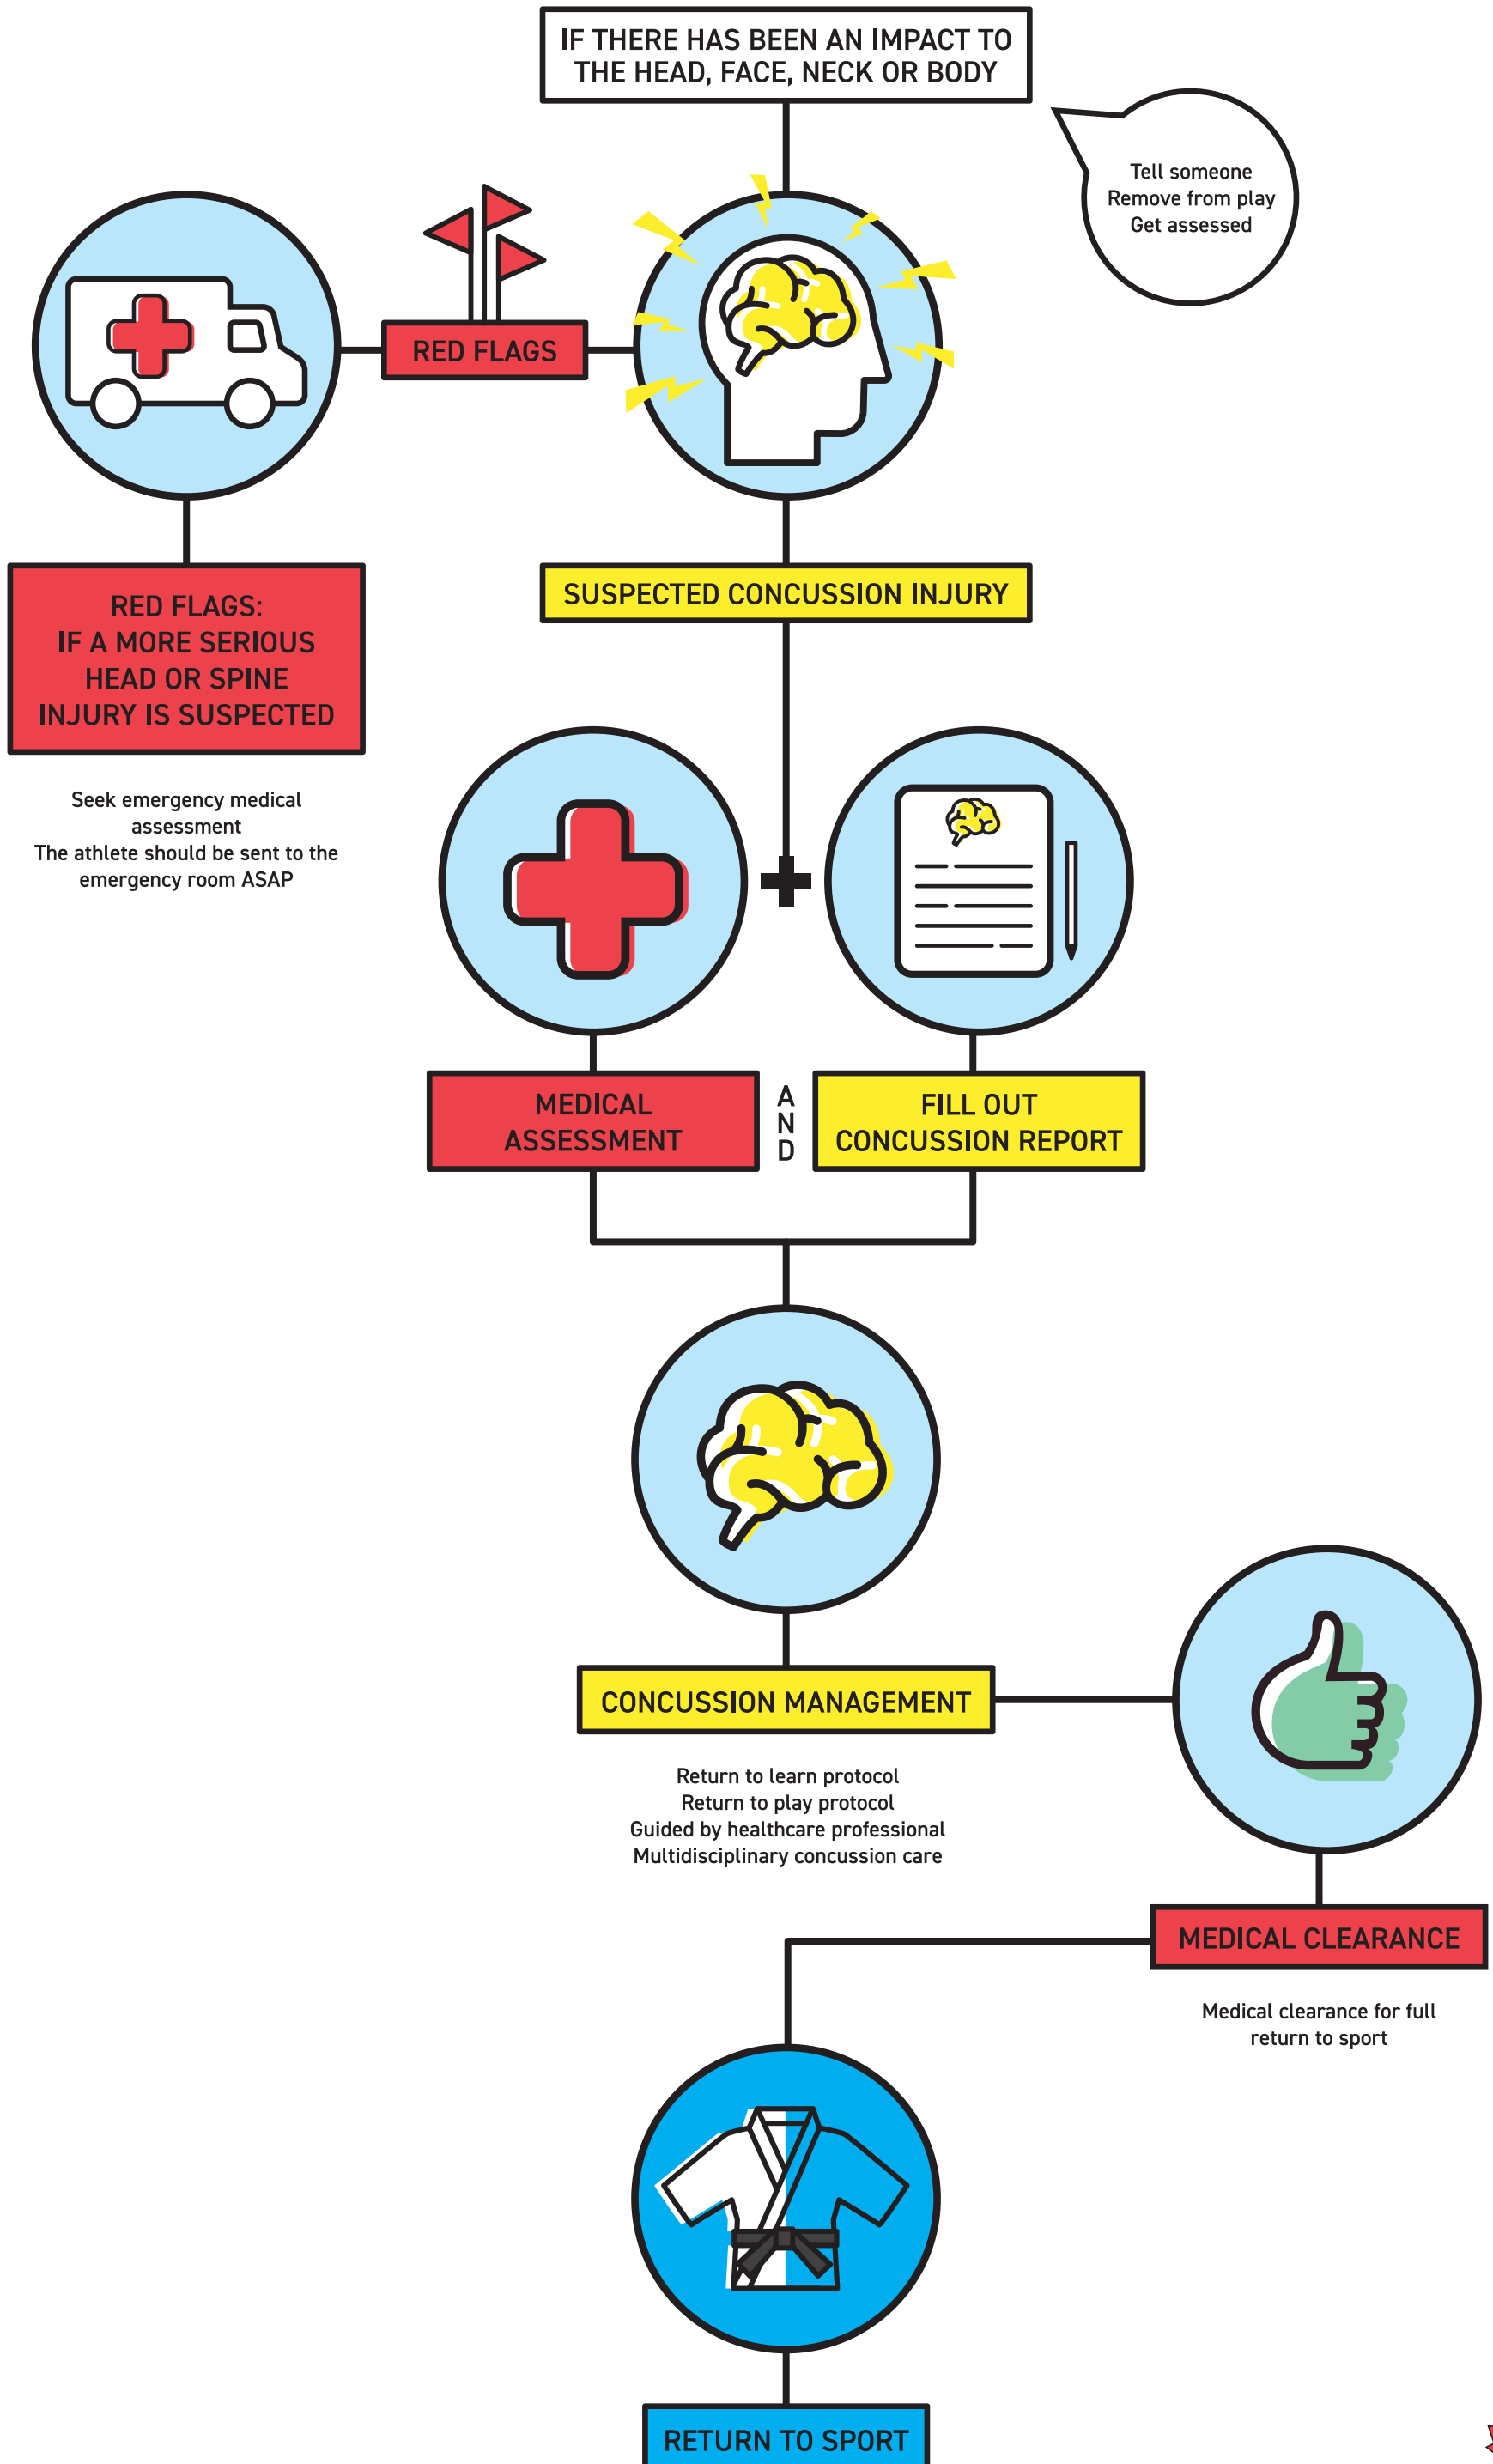 IF THERE HAS BEEN AN IMPACT TO
THE HEAD, FACE, NECK OR BODY
Tell someone
Remove from play
Get assessed
RED FLAGS
RED FLAGS:
IF A MORE SERIOUS
HEAD OR SPINE
INJURY IS SUSPECTED
Seek emergency medical
assessment
The athlete should be sent to the
emergency room ASAP
SUSPECTED CONCUSSION INJURY
MEDICAL
ASSESSMENT
AND
FILL OUT
CONCUSSION REPORT
CONCUSSION MANAGEMENT
Return to learn protocol
Return to play protocol
Guided by healthcare professional
Multidisciplinary concussion care
MEDICAL CLEARANCE
Medical clearance for full
return to sport
RETURN TO SPORT